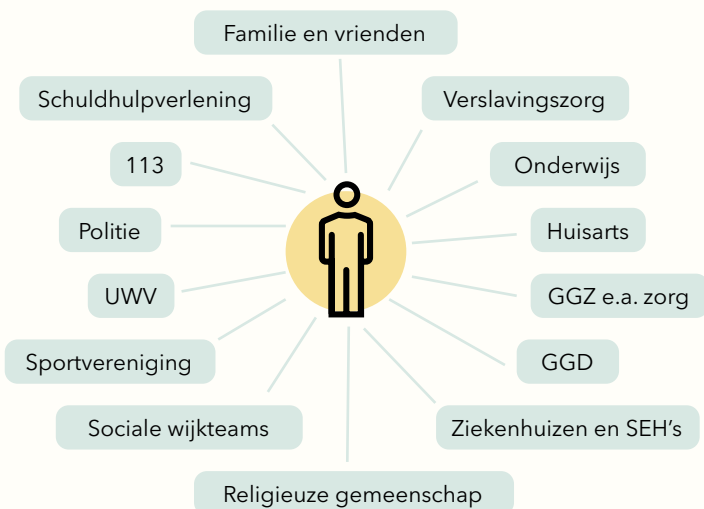 Familie en vrienden
Schuldhulpverlening
Verslavingszorg
113
Onderwijs
Politie
Huisarts
UWV
GGZ e.a. zorg
Sportvereniging
GGD
Sociale wijkteams
Ziekenhuizen en SEH's
Religieuze gemeenschap